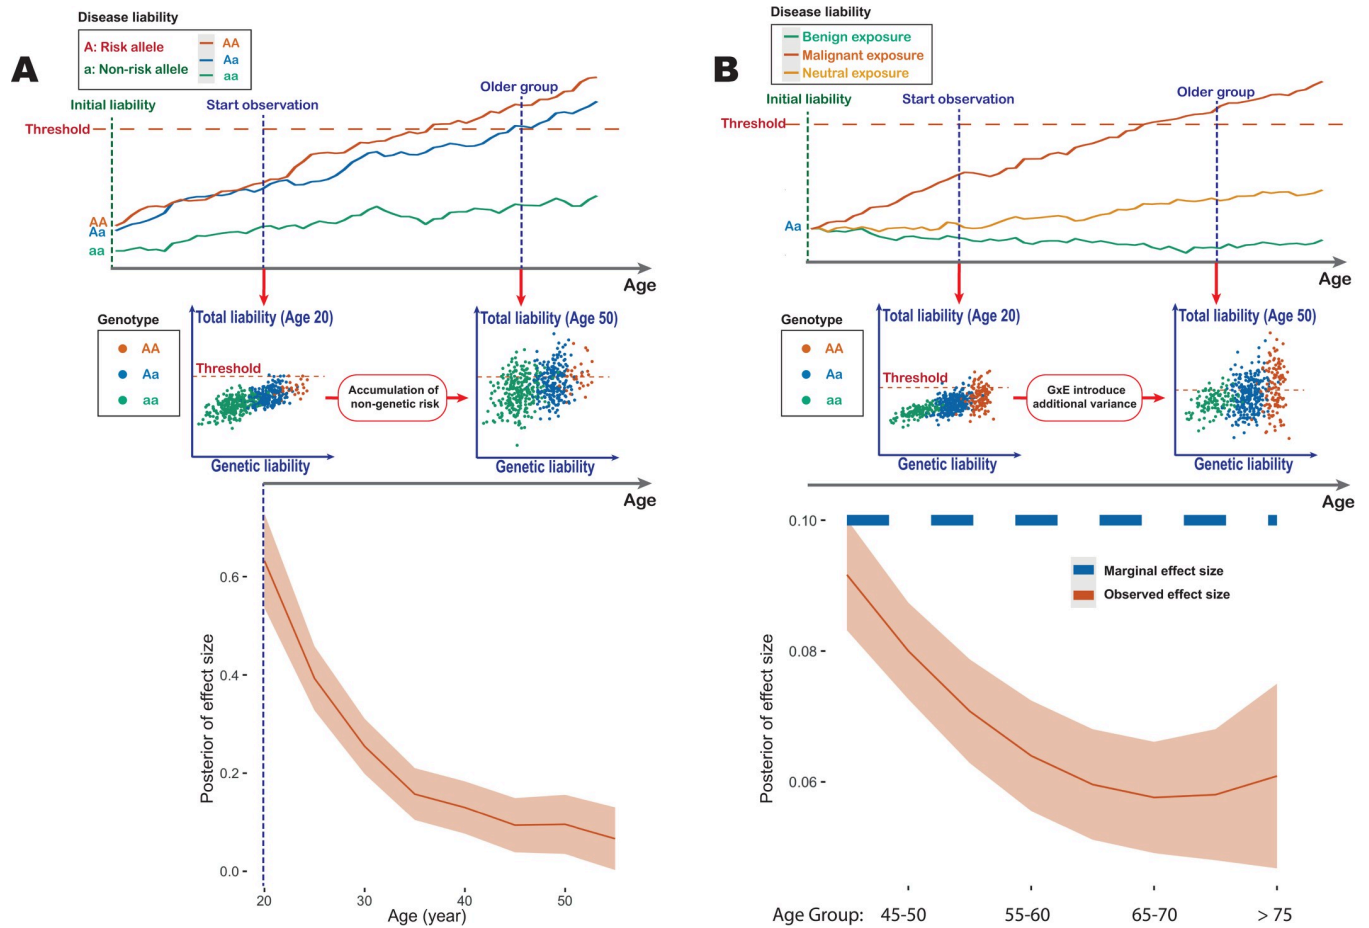 A
Disease liability
A: Risk allele
a: Non-risk allele
AA
Aa
aa
Initial liability
Start observation
Older group
Threshold
AA
Aa
aa
Age
Genotype
AA
Aa
aa
Total liability (Age 20)
Threshold
Genetic liability
Accumulation of
non-genetic risk
Total liability (Age 50)
Genetic liability
Age
Posterior of effect size
0.6
0.4
0.2
0.0
20
30
40
50
Age (year)
B
Disease liability
Benign exposure
Malignant exposure
Neutral exposure
Initial liability
Start observation
Older group
Threshold
Aa
Age
Genotype
AA
Aa
aa
Total liability (Age 20)
Threshold
Genetic liability
GxE introduce
additional variance
Total liability (Age 50)
Genetic liability
Age
Posterior of effect size
0.10
0.08
0.06
Marginal effect size
Observed effect size
Age Group:
45-50
55-60
65-70
> 75